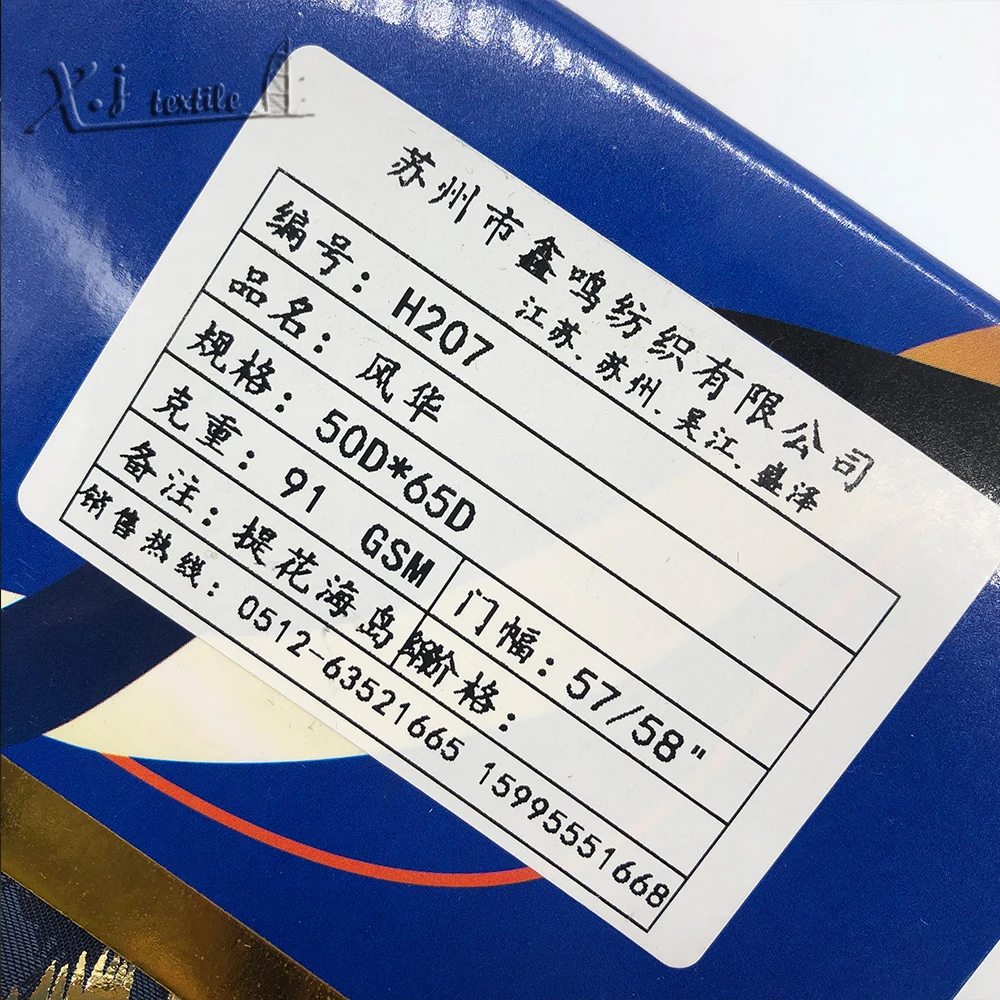 X.j textile
苏州市鑫鸣纺织有限公司
江苏、苏州、吴江、盛泽
编号：H207
品名：风华
规格：50D*65D
克重：91 GSM 门幅：57/58"
备注：提花海岛 价格：
销售热线：0512-63521665 15995551668